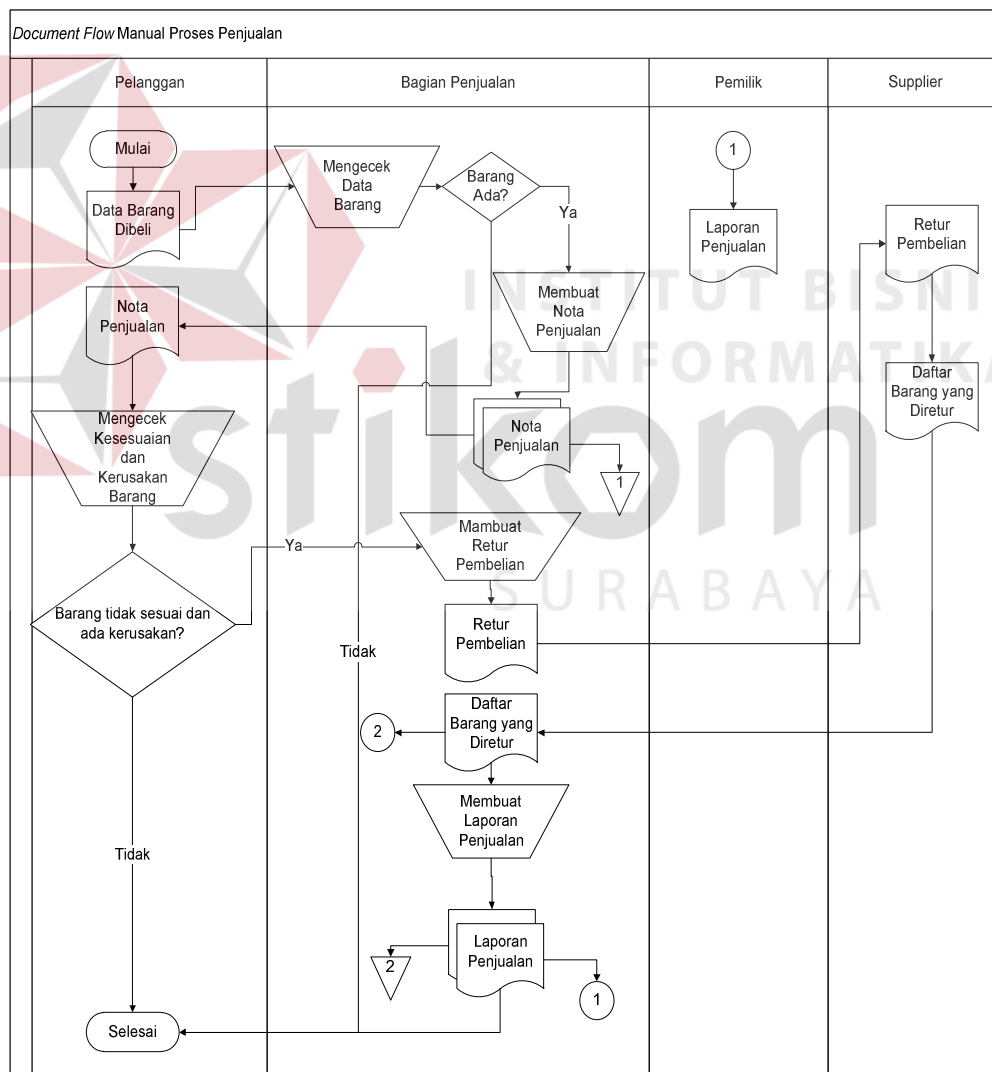 Document Flow Manual Proses Penjualan
Pelanggan
Bagian Penjualan
Pemilik
Supplier
Mulai
Data Barang
Dibeli
Mengecek
Data
Barang
Barang
Ada?
Ya
Membuat
Nota
Penjualan
Nota
Penjualan
Nota
Penjualan
1
Mengecek
Kesesuaian
dan
Kerusakan
Barang
Barang tidak sesuai dan
ada kerusakan?
Ya
Tidak
Mambuat
Retur
Pembelian
Retur
Pembelian
Tidak
Daftar
Barang yang
Diretur
2
Membuat
Laporan
Penjualan
Laporan
Penjualan
2
1
Selesai
1
Laporan
Penjualan
Retur
Pembelian
Daftar
Barang yang
Diretur
INSTITUT BISNI
& INFORMATIKA
stikom
SURABAYA